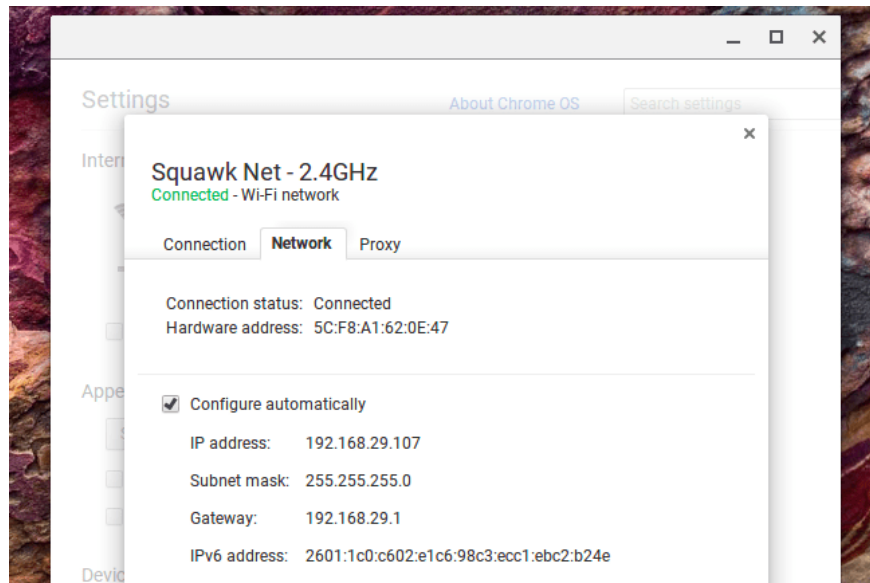 Settings
About Chrome OS
Search settings
Squawk Net - 2.4GHz
Connected - Wi-Fi network
Connection Network Proxy
Connection status: Connected
Hardware address: 5C:F8:A1:62:0E:47
Configure automatically
IP address: 192.168.29.107
Subnet mask: 255.255.255.0
Gateway: 192.168.29.1
IPv6 address: 2601:1c0:c602:e1c6:98c3:ecc1:ebc2:b24e